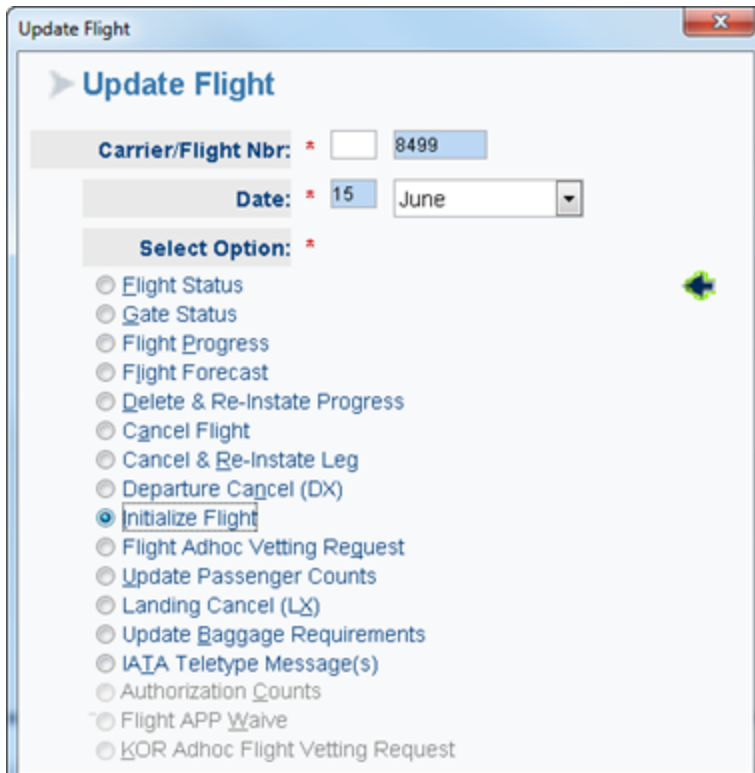 Update Flight
Update Flight
Carrier/Flight Nbr: * 8499
Date: * 15 June
Select Option: *
Flight Status
Gate Status
Flight Progress
Flight Forecast
Delete & Re-Instate Progress
Cancel Flight
Cancel & Re-Instate Leg
Departure Cancel (DX)
Initialize Flight
Flight Adhoc Vetting Request
Update Passenger Counts
Landing Cancel (LX)
Update Baggage Requirements
IATA Teletype Message(s)
Authorization Counts
Flight APP Waive
KOR Adhoc Flight Vetting Request